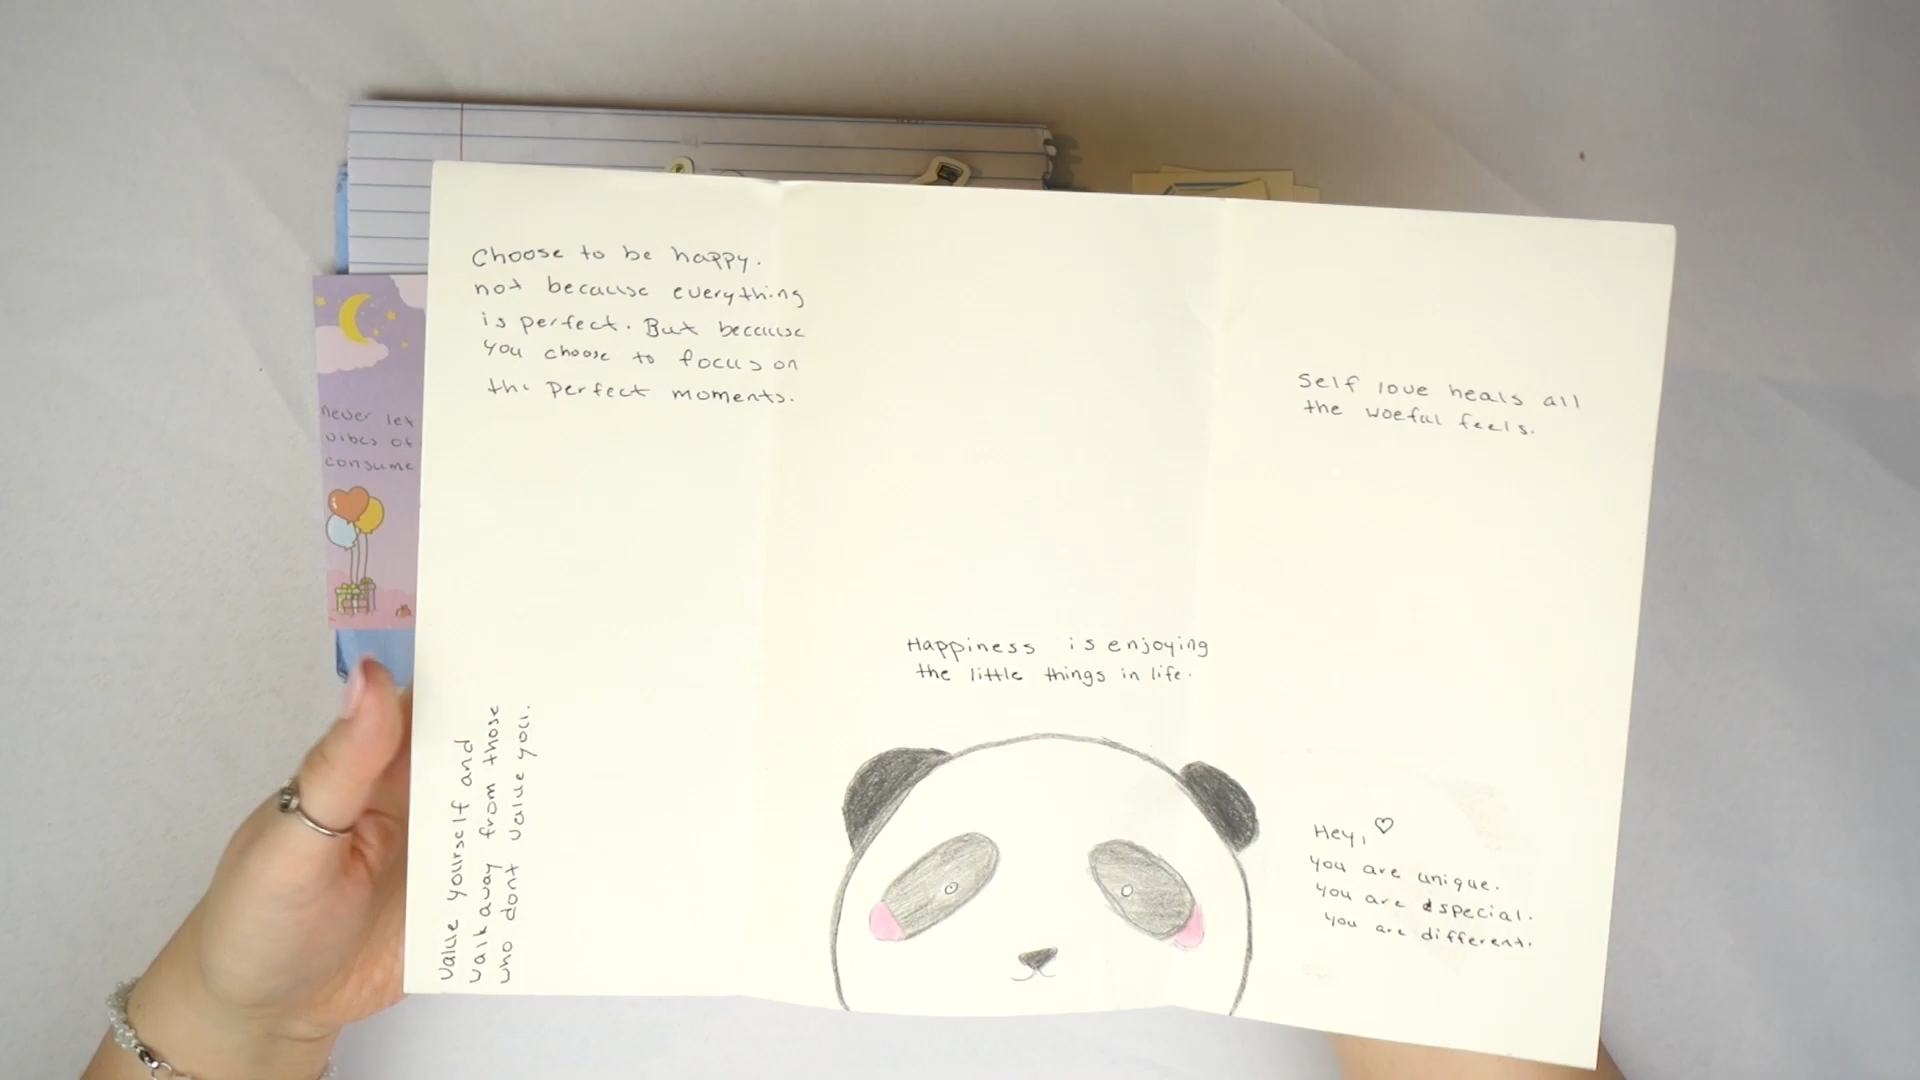 Choose to be happy.
not because everything
is perfect. But because
you choose to focus on
the perfect moments.
never let
vibes of
consume
Self love heals all
the woeful feels.
Happiness is enjoying
the little things in life.
Value yourself and
walk away from those
who dont value you.
Hey, ♡
you are unique.
you are special.
you are different.